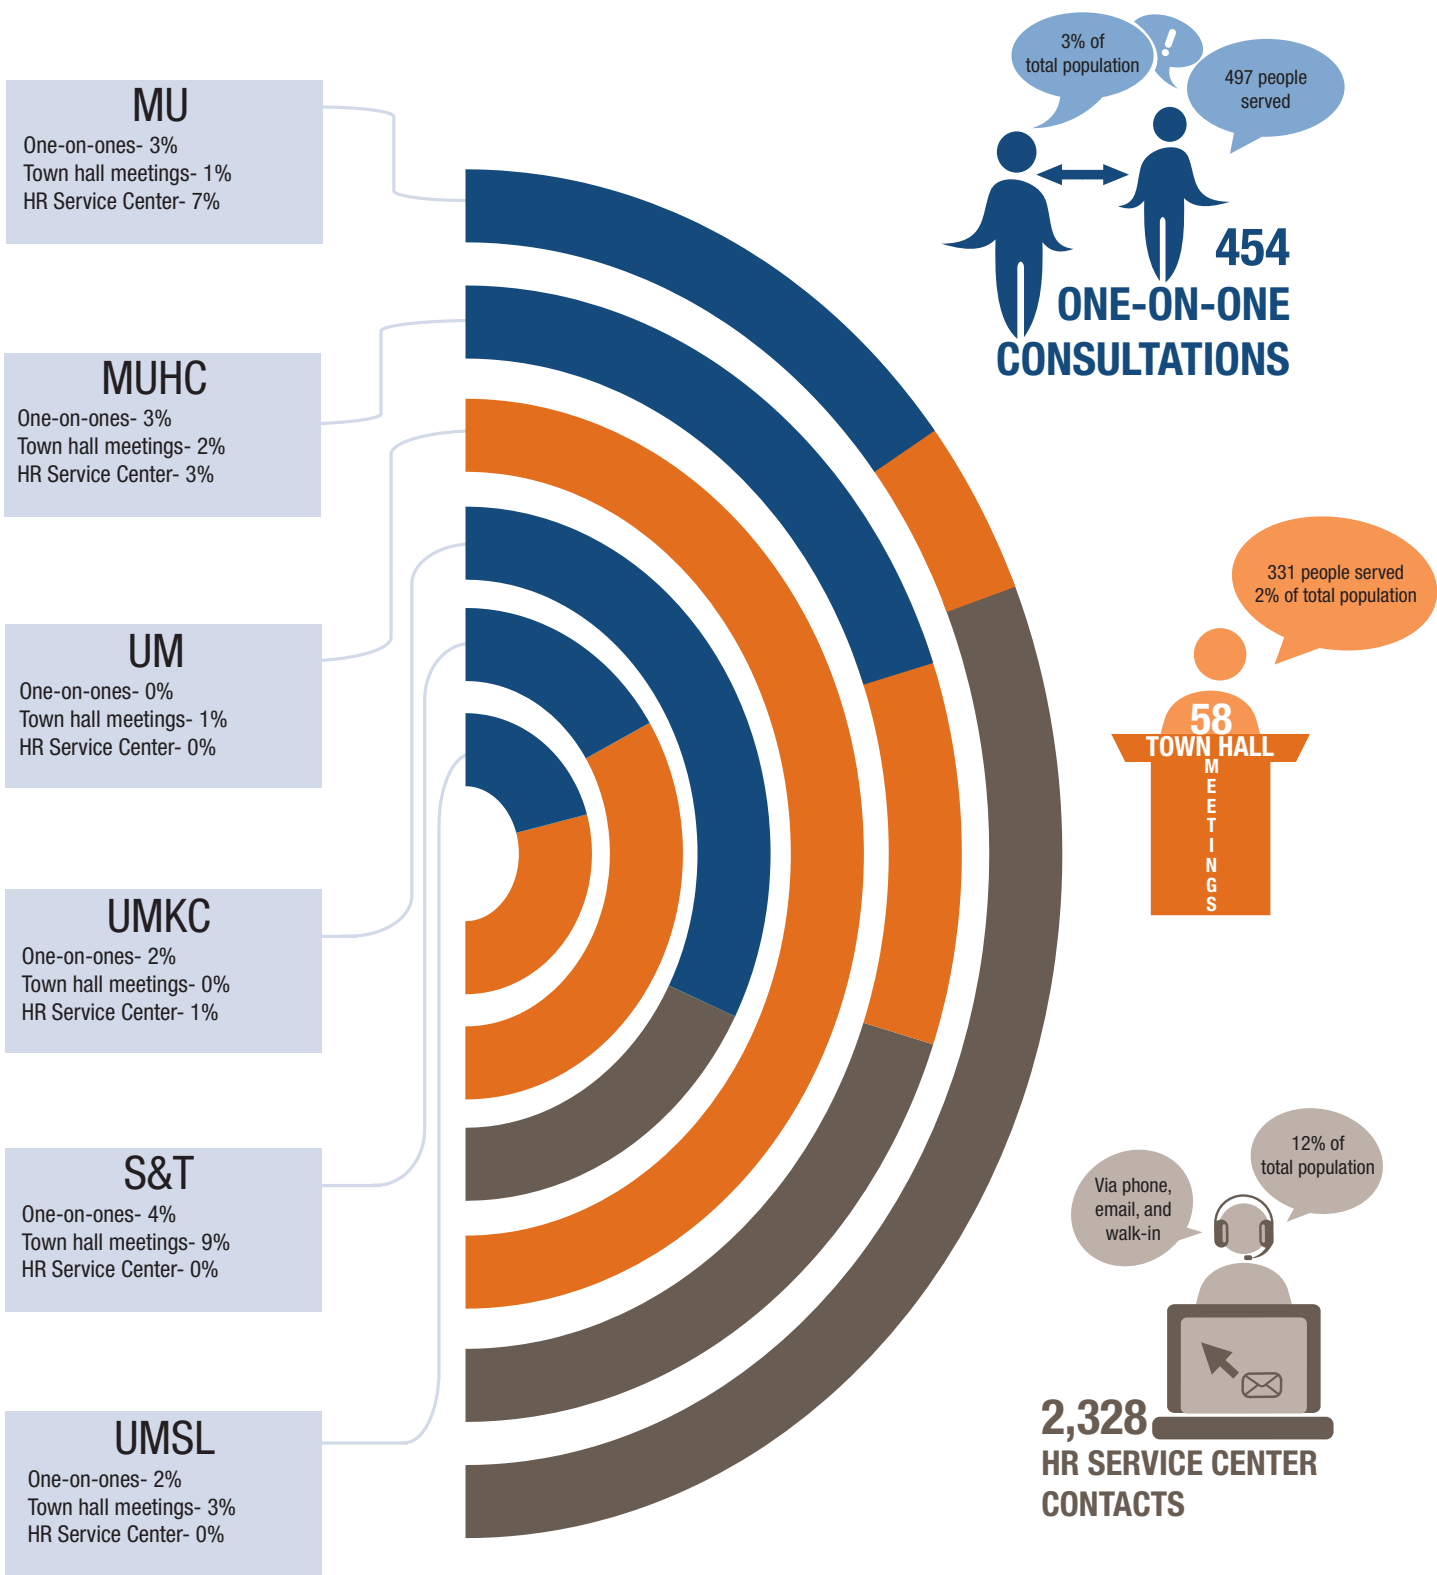 MU
One-on-ones- 3%
Town hall meetings- 1%
HR Service Center- 7%
MUHC
One-on-ones- 3%
Town hall meetings- 2%
HR Service Center- 3%
UM
One-on-ones- 0%
Town hall meetings- 1%
HR Service Center- 0%
UMKC
One-on-ones- 2%
Town hall meetings- 0%
HR Service Center- 1%
S&T
One-on-ones- 4%
Town hall meetings- 9%
HR Service Center- 0%
UMSL
One-on-ones- 2%
Town hall meetings- 3%
HR Service Center- 0%
3% of
total population
!
497 people
served
454
ONE-ON-ONE
CONSULTATIONS
331 people served
2% of total population
58
TOWN HALL
MEETINGS
12% of
total population
Via phone,
email, and
walk-in
2,328
HR SERVICE CENTER
CONTACTS